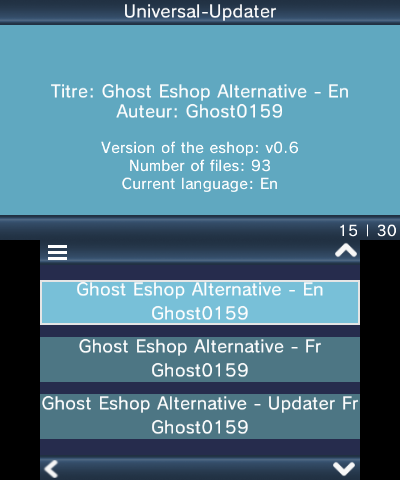 Universal-Updater
Titre: Ghost Eshop Alternative - En
Auteur: Ghost0159
Version of the eshop: v0.6
Number of files: 93
Current language: En
15 | 30
Ghost Eshop Alternative - En
Ghost0159
Ghost Eshop Alternative - Fr
Ghost0159
Ghost Eshop Alternative - Updater Fr
Ghost0159